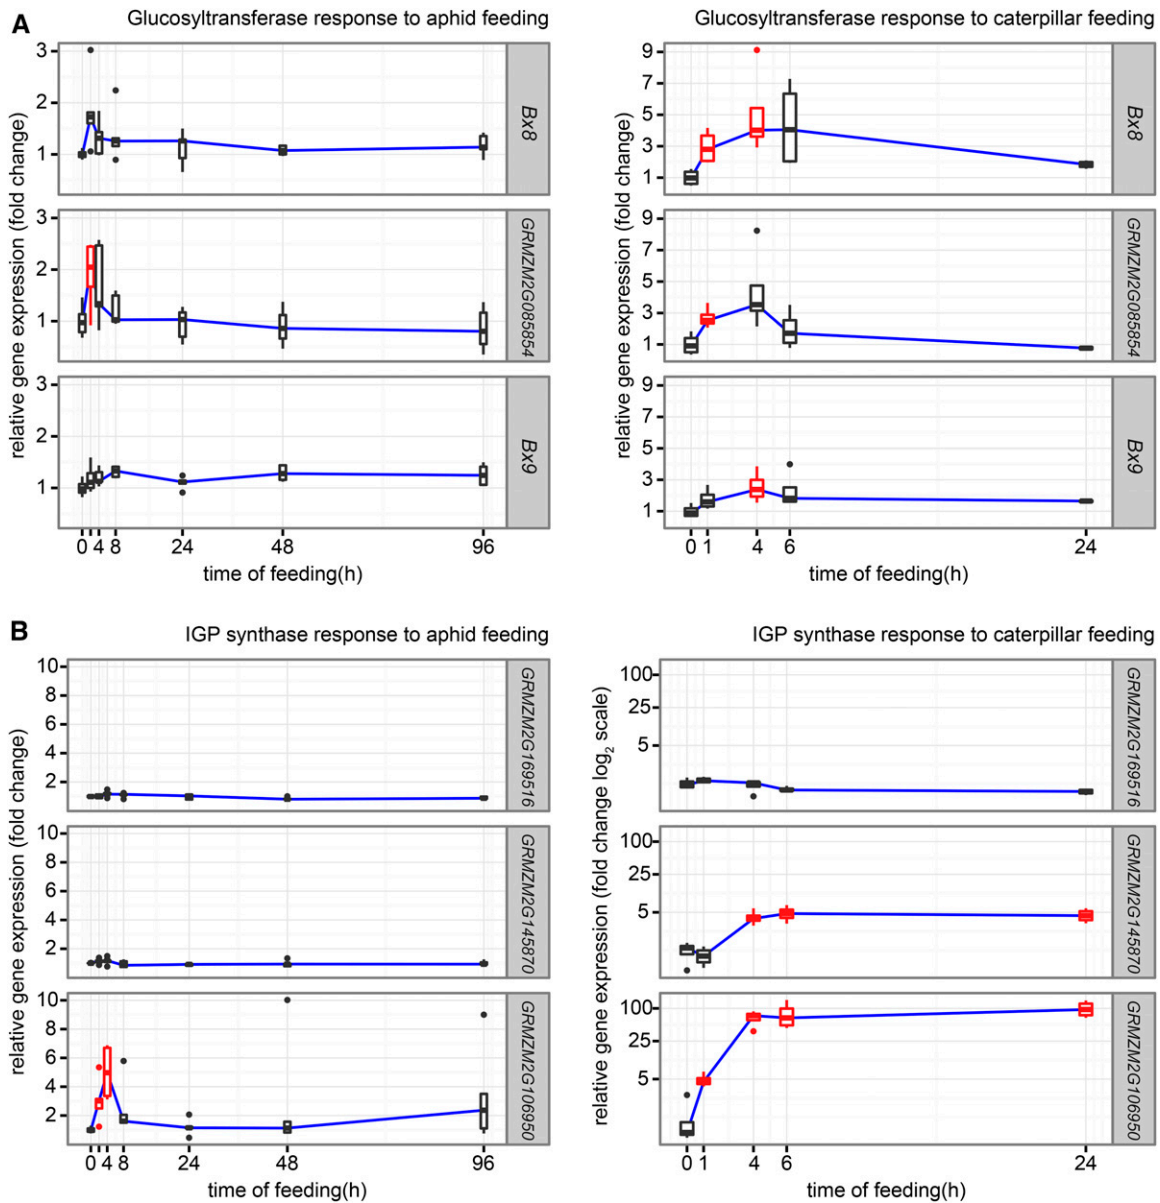 A
Glucosyltransferase response to aphid feeding
relative gene expression (fold change)
3
2
1
Bx8
3
2
1
GRMZM2G085854
3
2
1
Bx9
0 4 8 24 48 96
time of feeding(h)
Glucosyltransferase response to caterpillar feeding
relative gene expression (fold change)
9
7
5
3
1
Bx8
9
7
5
3
1
GRMZM2G085854
9
7
5
3
1
Bx9
0 1 4 6 24
time of feeding(h)
B
IGP synthase response to aphid feeding
relative gene expression (fold change)
10
8
6
4
2
GRMZM2G169516
10
8
6
4
2
GRMZM2G145870
10
8
6
4
2
GRMZM2G106950
0 4 8 24 48 96
time of feeding(h)
IGP synthase response to caterpillar feeding
relative gene expression (fold change log₂ scale)
100
25
5
GRMZM2G169516
100
25
5
GRMZM2G145870
100
25
5
GRMZM2G106950
0 1 4 6 24
time of feeding(h)